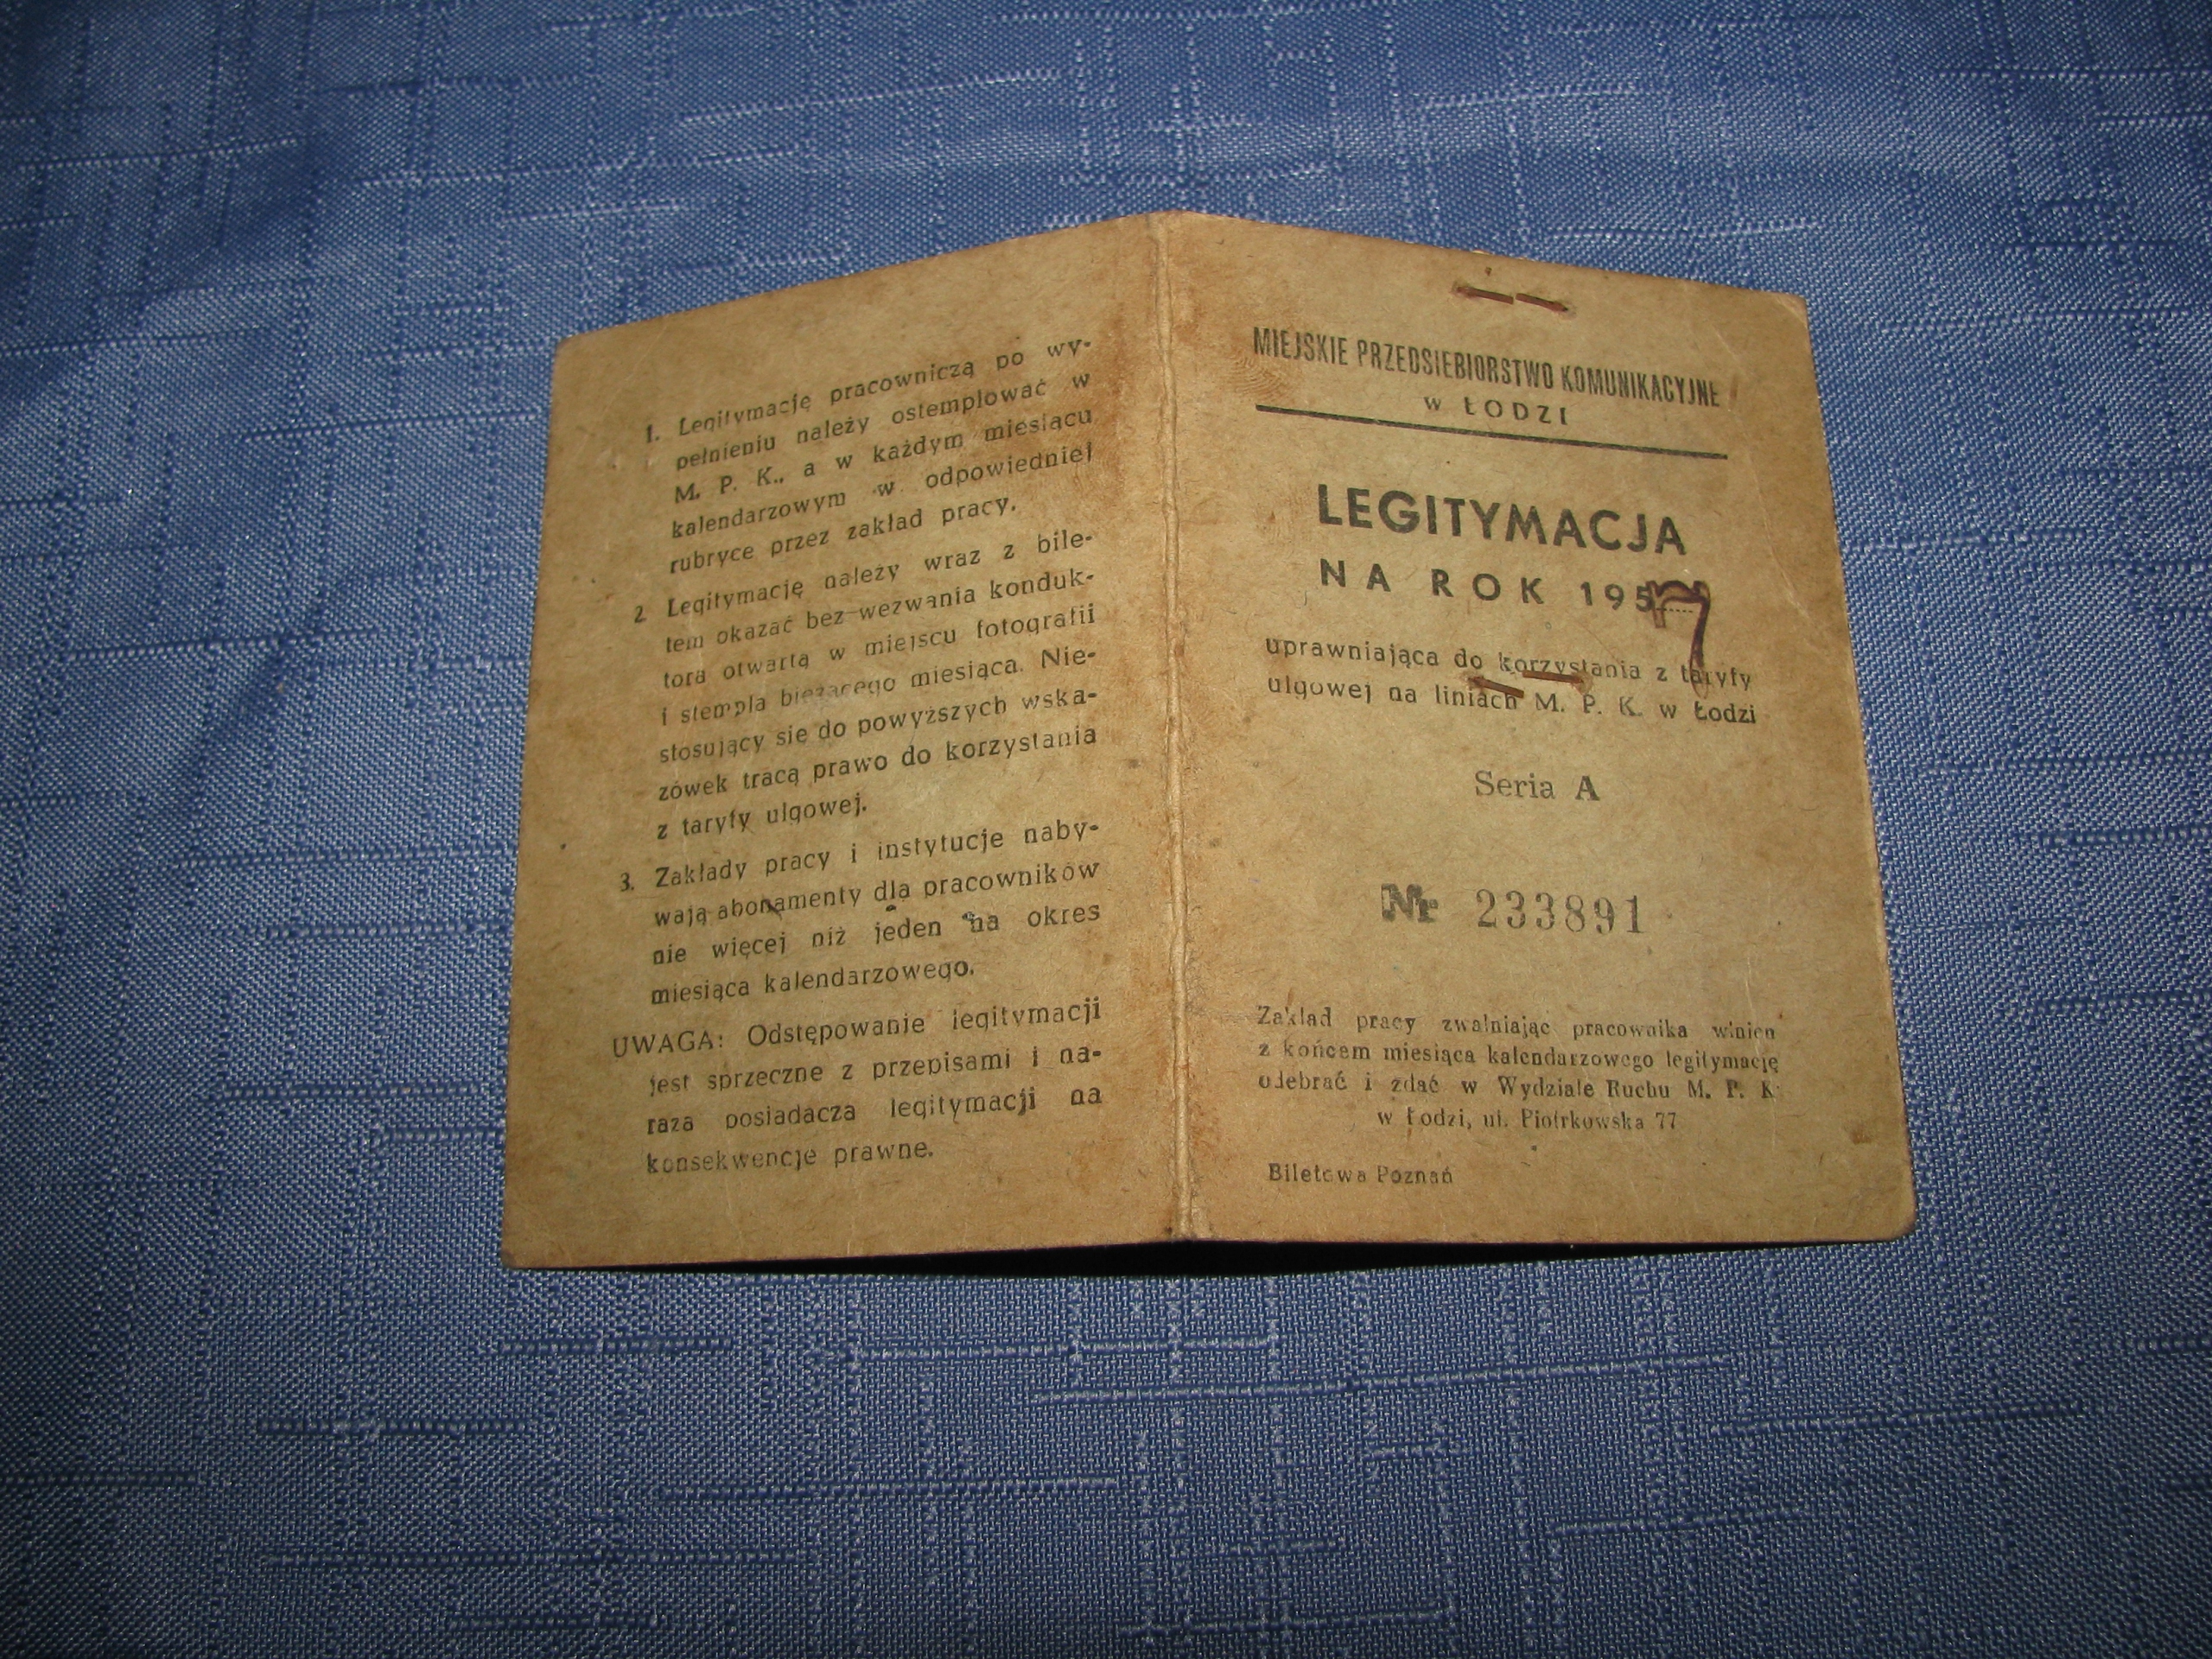 1. Legitymację pracowniczą po wy-
pełnieniu należy ostemplować w
M. P. K., a w każdym miesiącu
kalendarzowym w odpowiedniej
rubryce przez zakład pracy.
2 Legitymację należy wraz z bile-
tem okazać bez wezwania konduk-
tora otwartą w miejscu fotografii
i stempla bieżącego miesiąca. Nie-
stosujący się do powyższych wska-
zówek tracą prawo do korzystania
z taryfy ulgowej.
3. Zakłady pracy i instytucje naby-
wają abonamenty dla pracowników
nie więcej niż jeden na okres
miesiąca kalendarzowego.
UWAGA: Odstępowanie legitymacji
jest sprzeczne z przepisami i na-
raza posiadacza legitymacji na
konsekwencje prawne.
MIEJSKIE PRZEDSIEBIORSTWO KOMUNIKACYJNE
w ŁODZI
LEGITYMACJA
NA ROK 1957
uprawniająca do korzystania z taryfy
ulgowej na liniach M. P. K. w Łodzi
Seria A
Nr 233891
Zakład pracy zwalniając pracownika winien
z końcem miesiąca kalendarzowego legitymację
odebrać i zdać w Wydziale Ruchu M. P. K
w Łodzi, ul. Piotrkowska 77
Biletowa Poznań